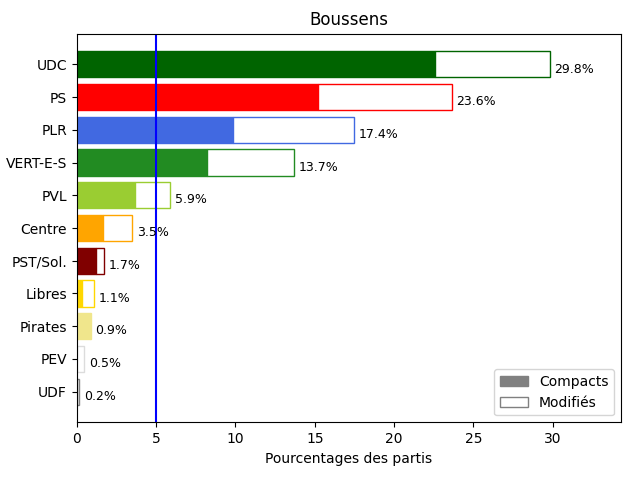 Boussens
UDC 29.8%
PS 23.6%
PLR 17.4%
VERT-E-S 13.7%
PVL 5.9%
Centre 3.5%
PST/Sol. 1.7%
Libres 1.1%
Pirates 0.9%
PEV 0.5%
UDF 0.2%
Compacts
Modifiés
0 5 10 15 20 25 30
Pourcentages des partis